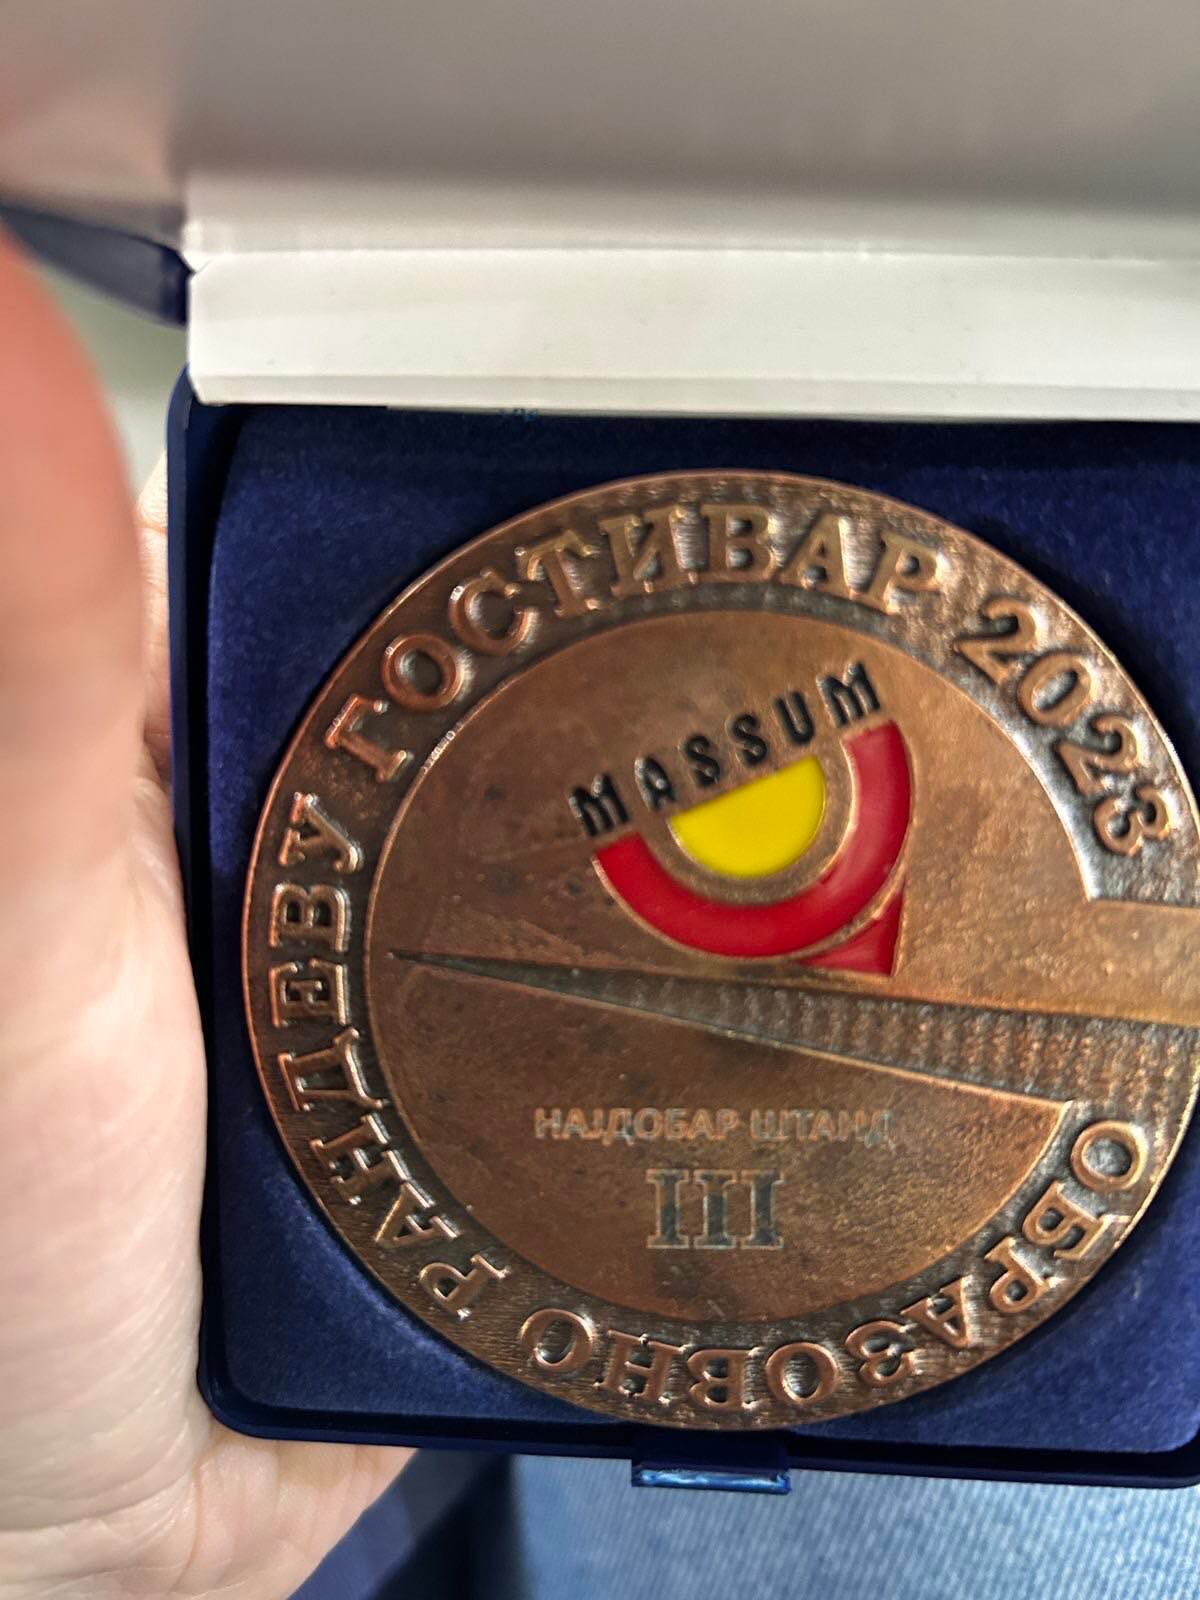 ОБРАЗОВНО РАНДЕВУ ГОСТИВАР 2023
MASSUM
НАЈДОБАР ШТАНД
III